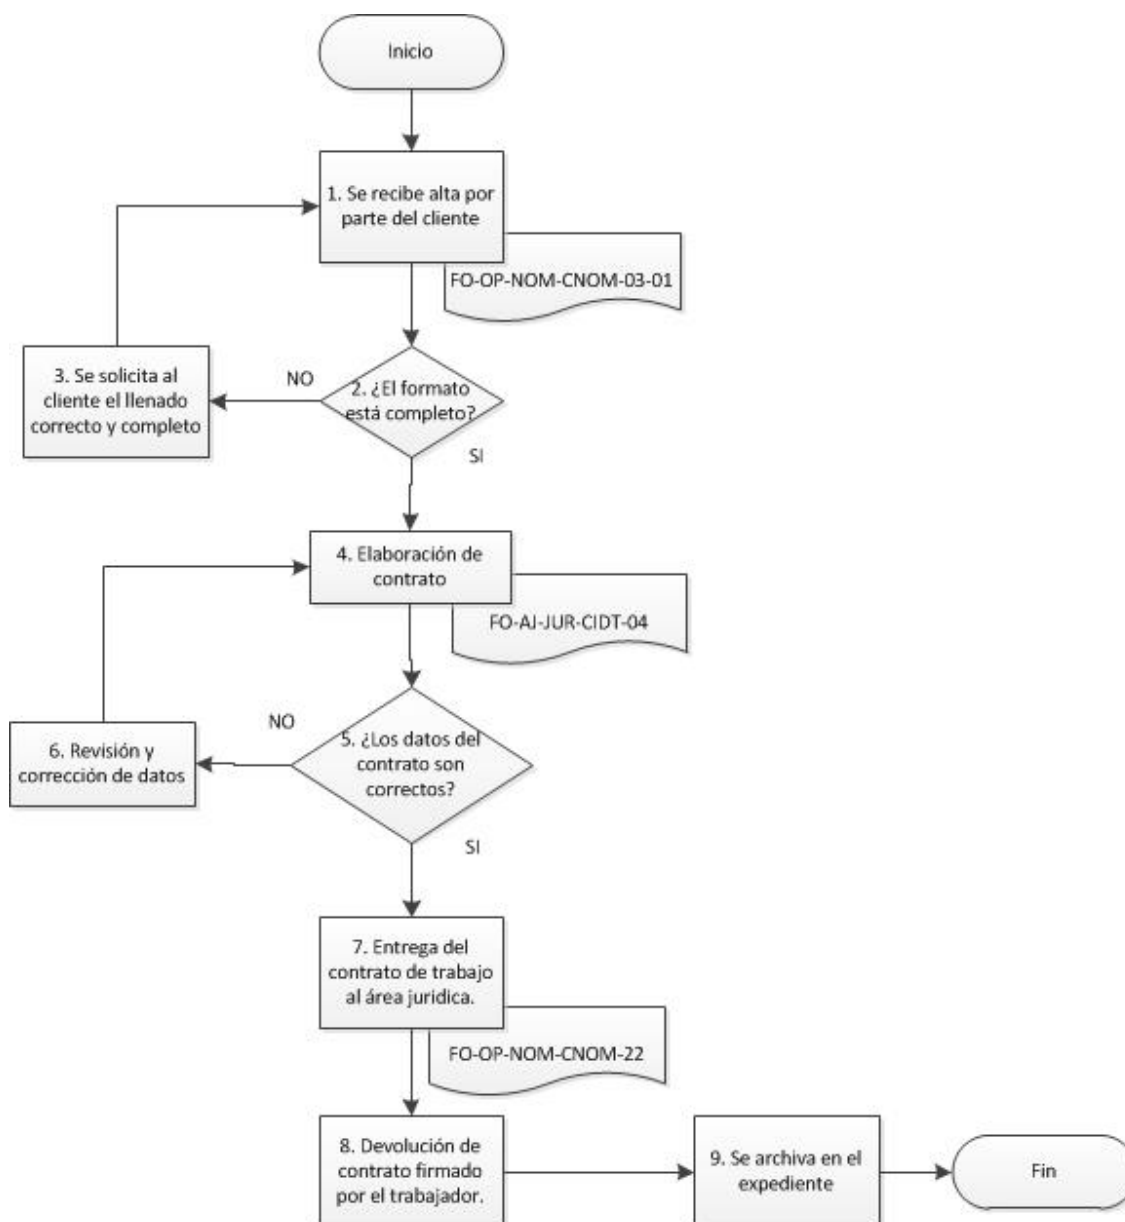 Inicio
1. Se recibe alta por
parte del cliente
FO-OP-NOM-CNOM-03-01
3. Se solicita al
cliente el llenado
correcto y completo
NO
2. ¿El formato
está completo?
SI
4. Elaboración de
contrato
FO-AJ-JUR-CIDT-04
NO
6. Revisión y
corrección de datos
5. ¿Los datos del
contrato son
correctos?
SI
7. Entrega del
contrato de trabajo
al área juridica.
FO-OP-NOM-CNOM-22
8. Devolución de
contrato firmado
por el trabajador.
9. Se archiva en el
expediente
Fin